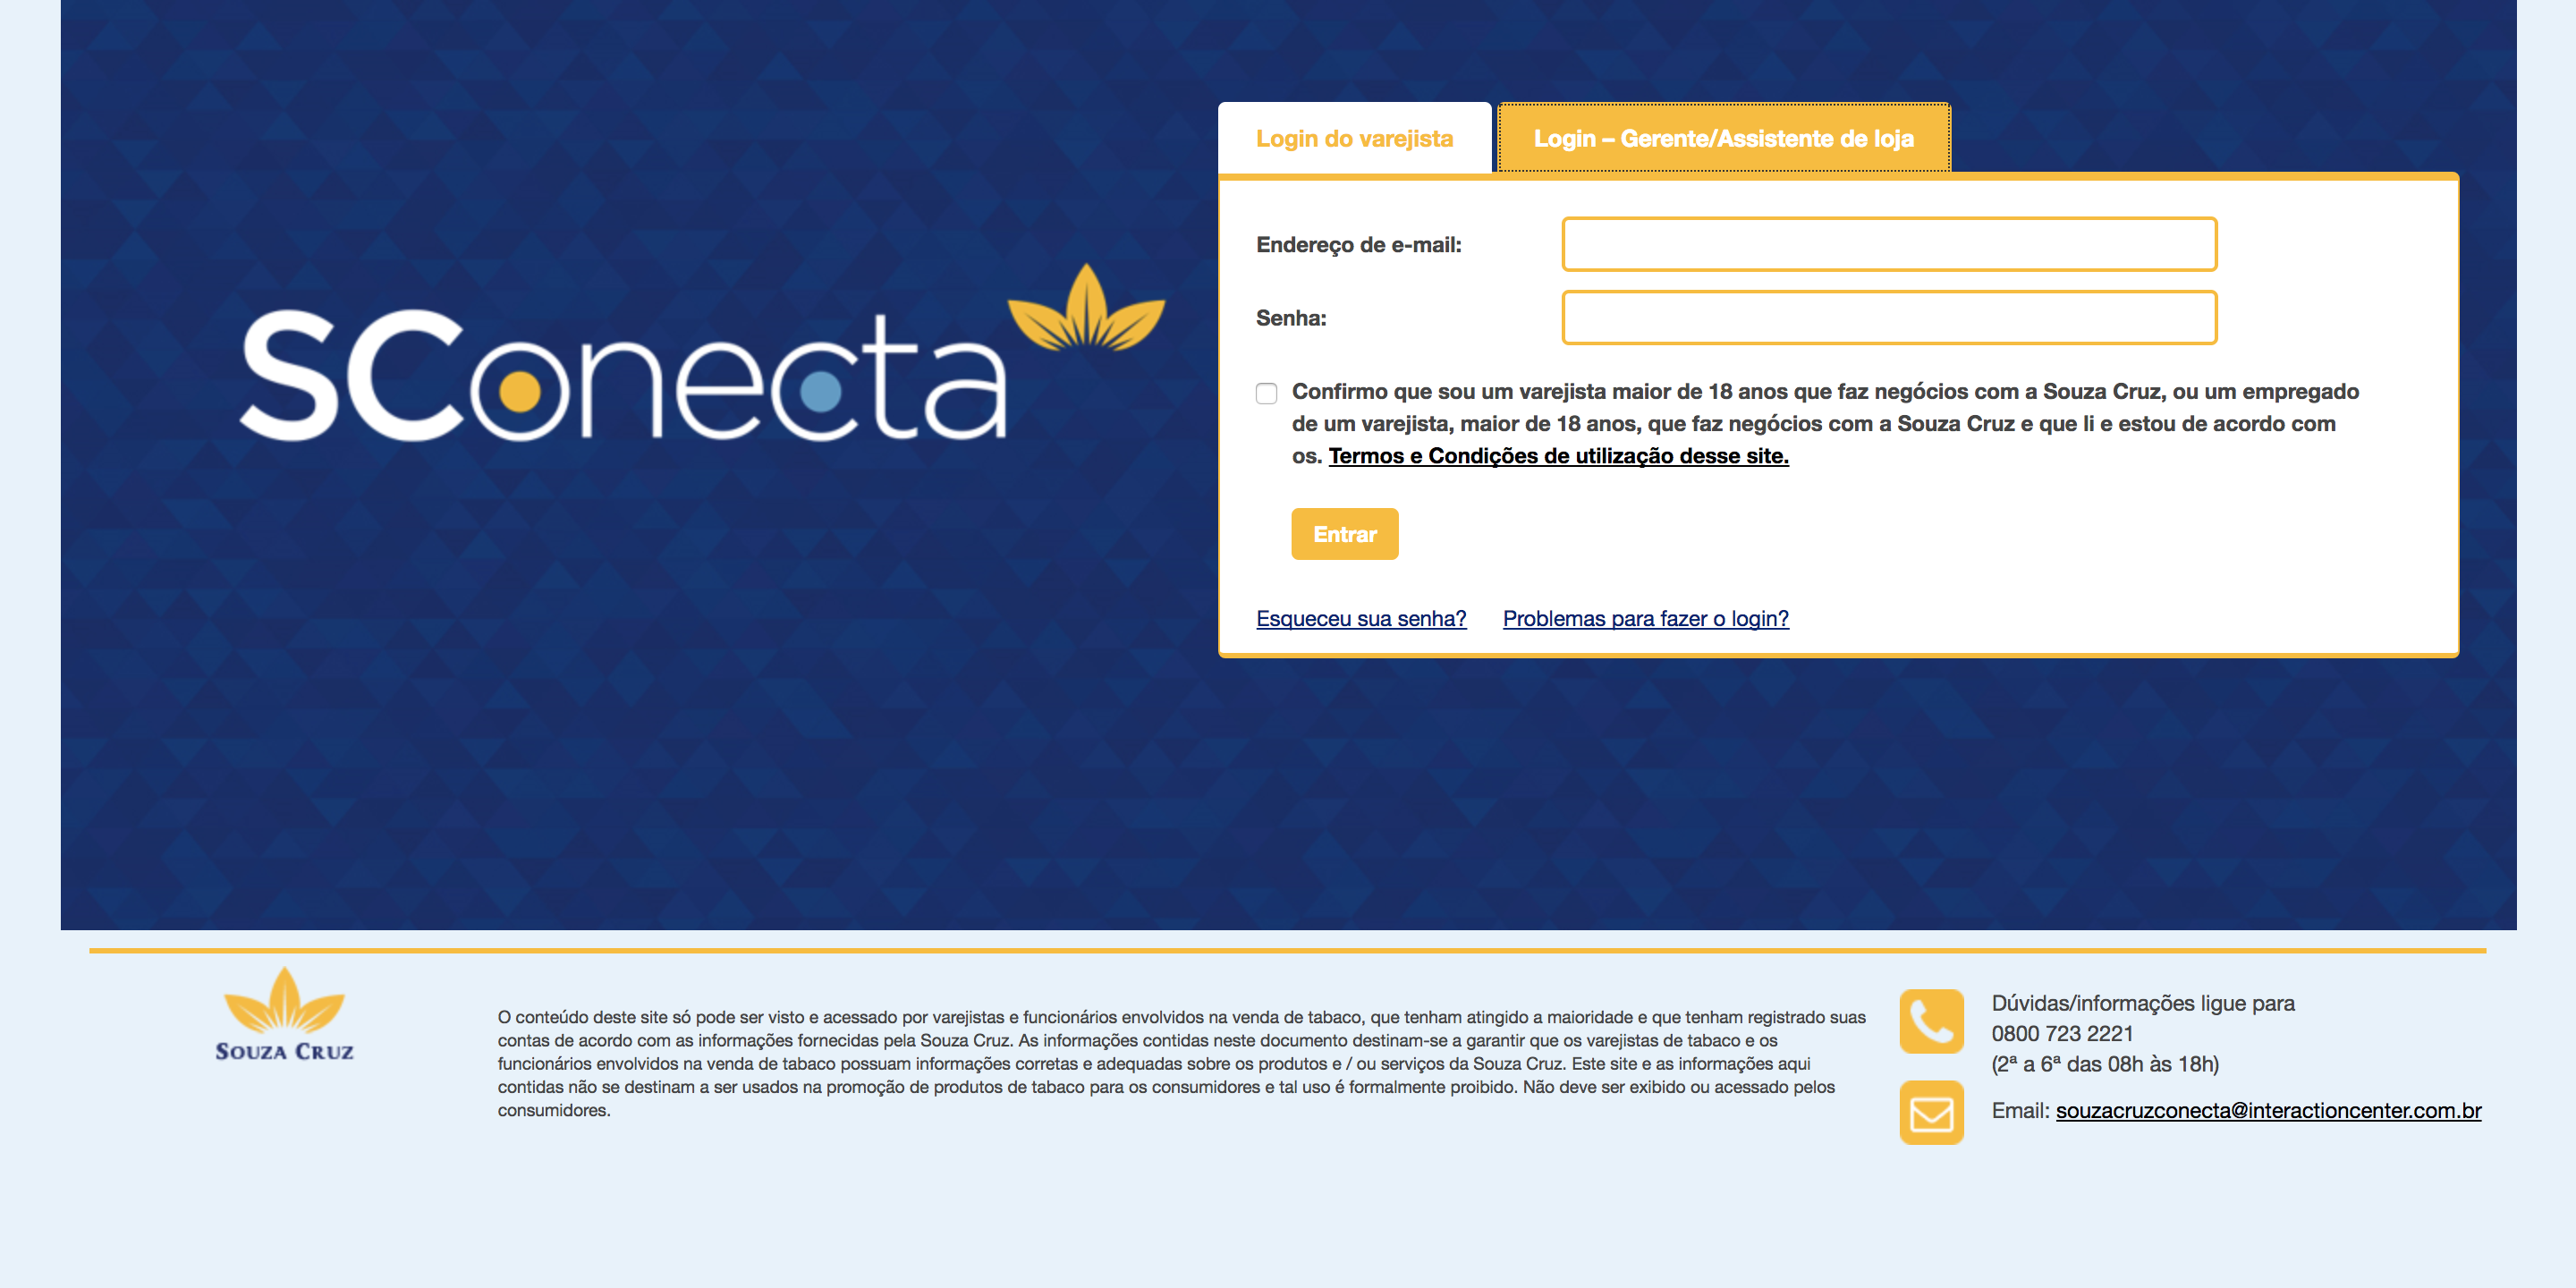 SConecta
Login do varejista
Login – Gerente/Assistente de loja
Endereço de e-mail:
Senha:
Confirmo que sou um varejista maior de 18 anos que faz negócios com a Souza Cruz, ou um empregado
de um varejista, maior de 18 anos, que faz negócios com a Souza Cruz e que li e estou de acordo com
os. Termos e Condições de utilização desse site.
Entrar
Esqueceu sua senha?
Problemas para fazer o login?
SOUZA CRUZ
O conteúdo deste site só pode ser visto e acessado por varejistas e funcionários envolvidos na venda de tabaco, que tenham atingido a maioridade e que tenham registrado suas
contas de acordo com as informações fornecidas pela Souza Cruz. As informações contidas neste documento destinam-se a garantir que os varejistas de tabaco e os
funcionários envolvidos na venda de tabaco possuam informações corretas e adequadas sobre os produtos e / ou serviços da Souza Cruz. Este site e as informações aqui
contidas não se destinam a ser usados na promoção de produtos de tabaco para os consumidores e tal uso é formalmente proibido. Não deve ser exibido ou acessado pelos
consumidores.
Dúvidas/informações ligue para
0800 723 2221
(2ª a 6ª das 08h às 18h)
Email: souzacruzconecta@interactioncenter.com.br